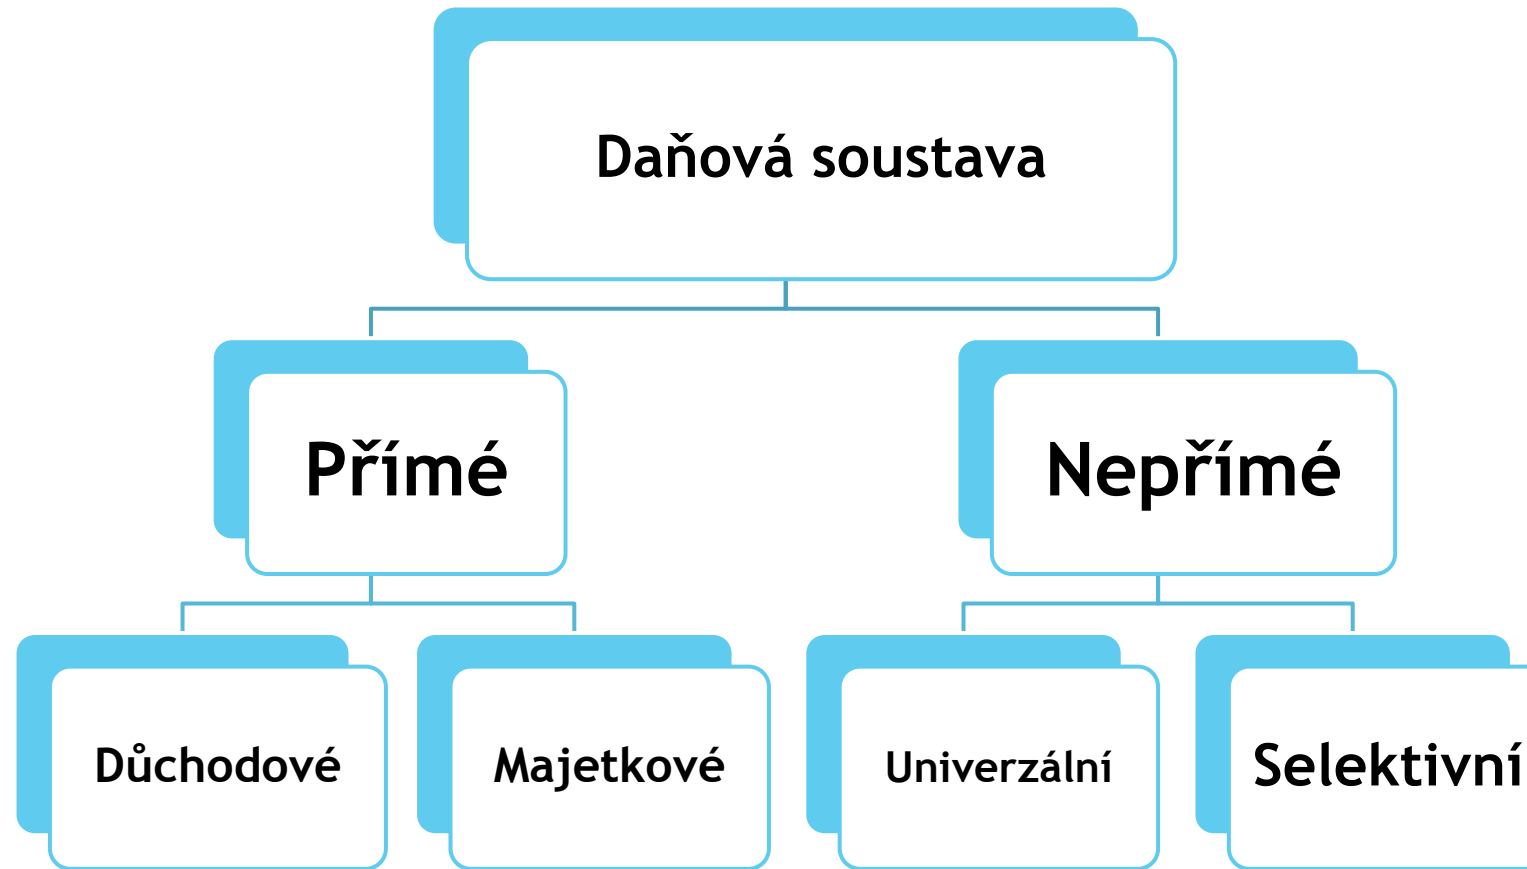 Daňová soustava
Přímé
Nepřímé
Důchodové
Majetkové
Univerzální
Selektivní